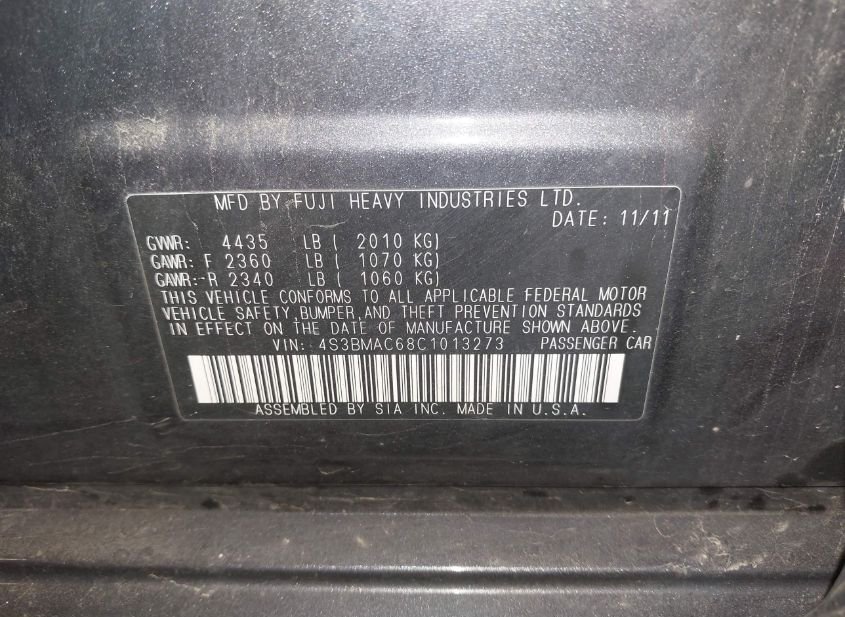 MFD BY FUJI HEAVY INDUSTRIES LTD.
DATE: 11/11
GVWR: 4435 LB ( 2010 KG)
GAWR: F 2360 LB ( 1070 KG)
GAWR:-R 2340 LB ( 1060 KG)
THIS VEHICLE CONFORMS TO ALL APPLICABLE FEDERAL MOTOR
VEHICLE SAFETY,BUMPER,AND THEFT PREVENTION STANDARDS
IN EFFECT ON THE DATE OF MANUFACTURE SHOWN ABOVE.
VIN: 4S3BMAC68C1013273 PASSENGER CAR
ASSEMBLED BY SIA INC. MADE IN U.S.A.